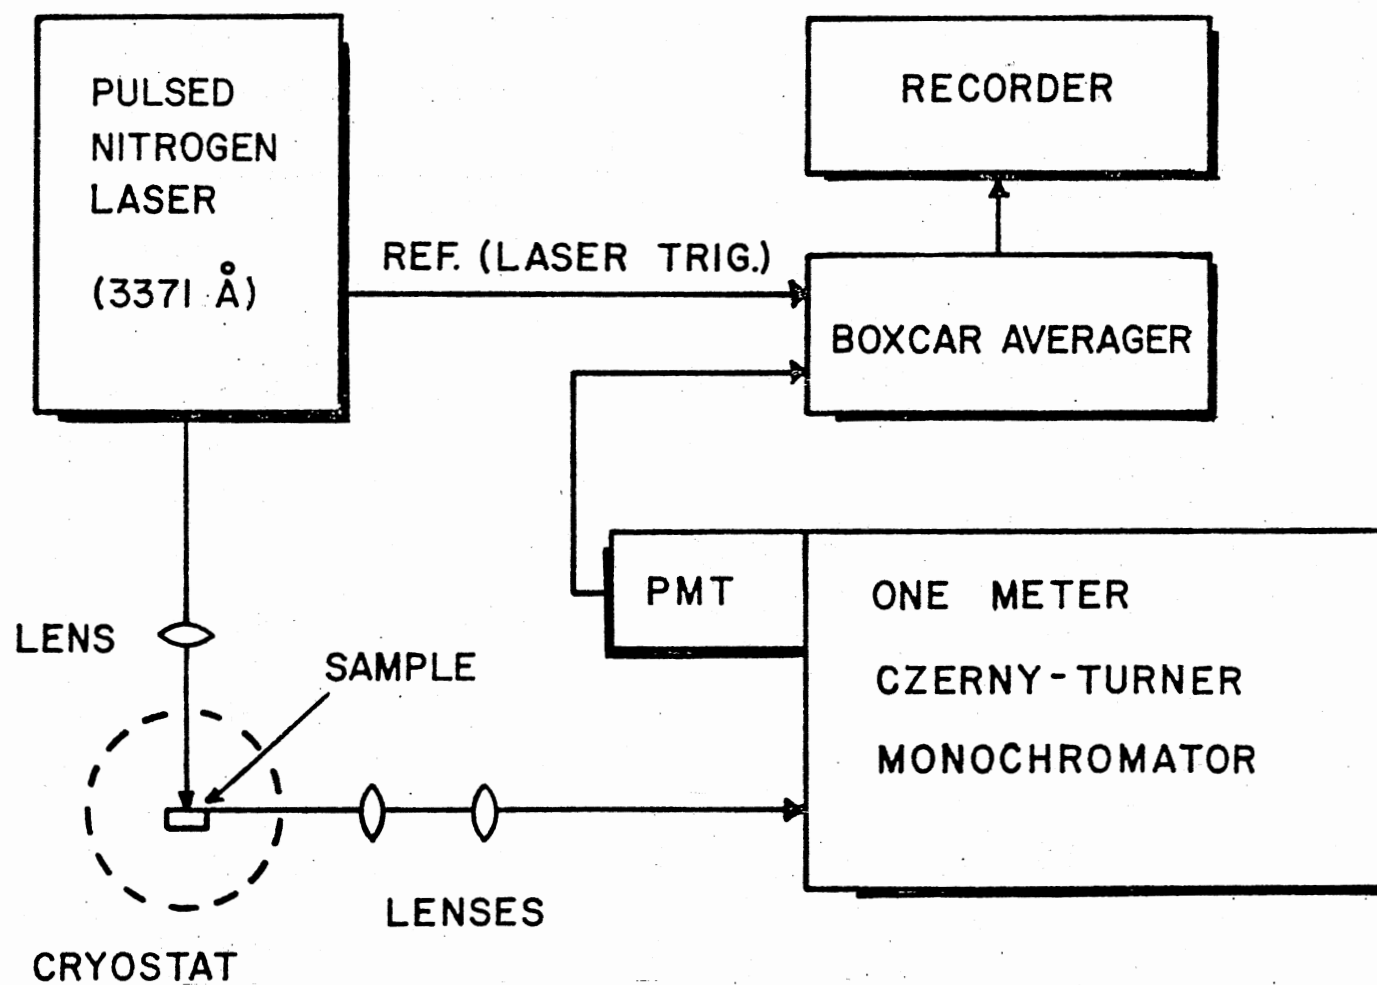 PULSED
NITROGEN
LASER
(3371 Å)
RECORDER
REF. (LASER TRIG.)
BOXCAR AVERAGER
PMT
ONE METER
CZERNY-TURNER
MONOCHROMATOR
LENS
SAMPLE
LENSES
CRYOSTAT